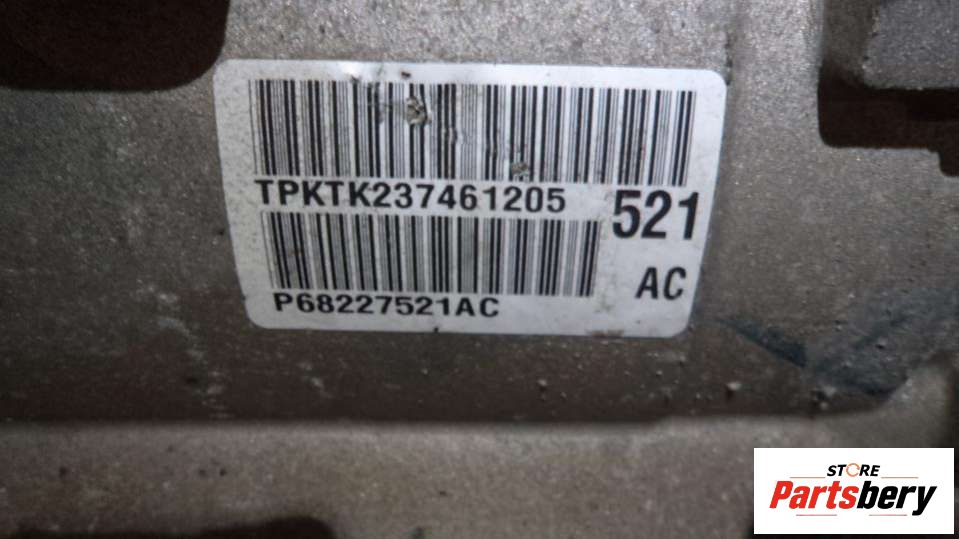 TPKTK237461205
521
P68227521AC
AC
STORE
Partsbery